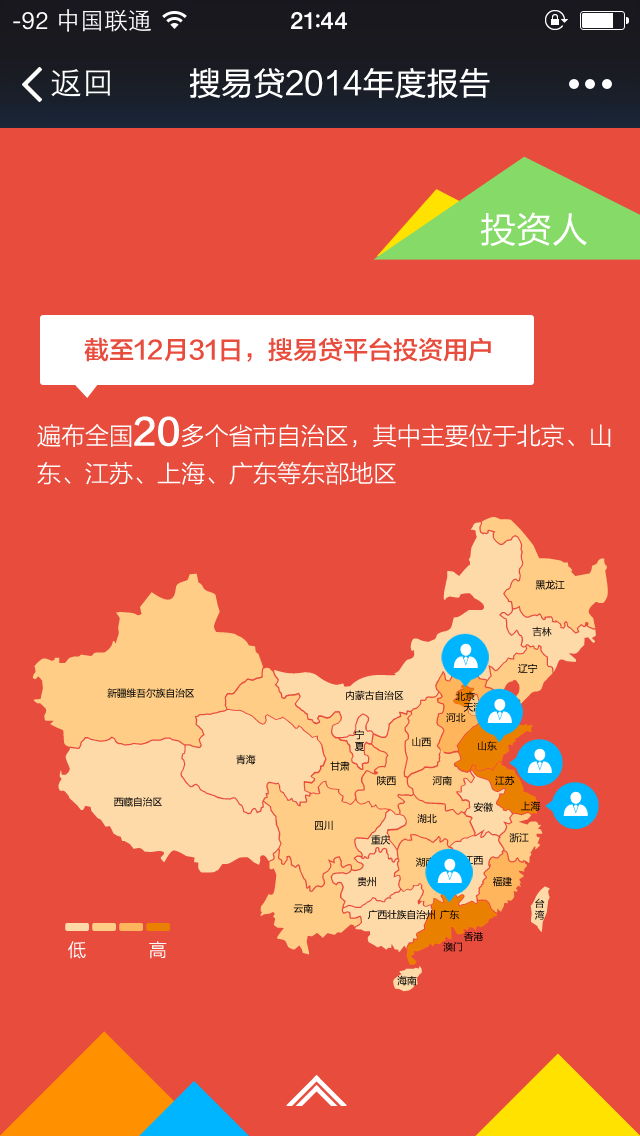 -92 中国联通 21:44
返回 搜易贷2014年度报告
投资人
截至12月31日，搜易贷平台投资用户
遍布全国20多个省市自治区，其中主要位于北京、山
东、江苏、上海、广东等东部地区
黑龙江
吉林
辽宁
新疆维吾尔族自治区
内蒙古自治区
北京
天津
河北
宁夏
山西
山东
青海
甘肃
陕西
河南
江苏
西藏自治区
安徽
上海
四川
湖北
重庆
浙江
湖南
江西
贵州
福建
云南
广西壮族自治州
广东
台湾
香港
澳门
海南
低 高